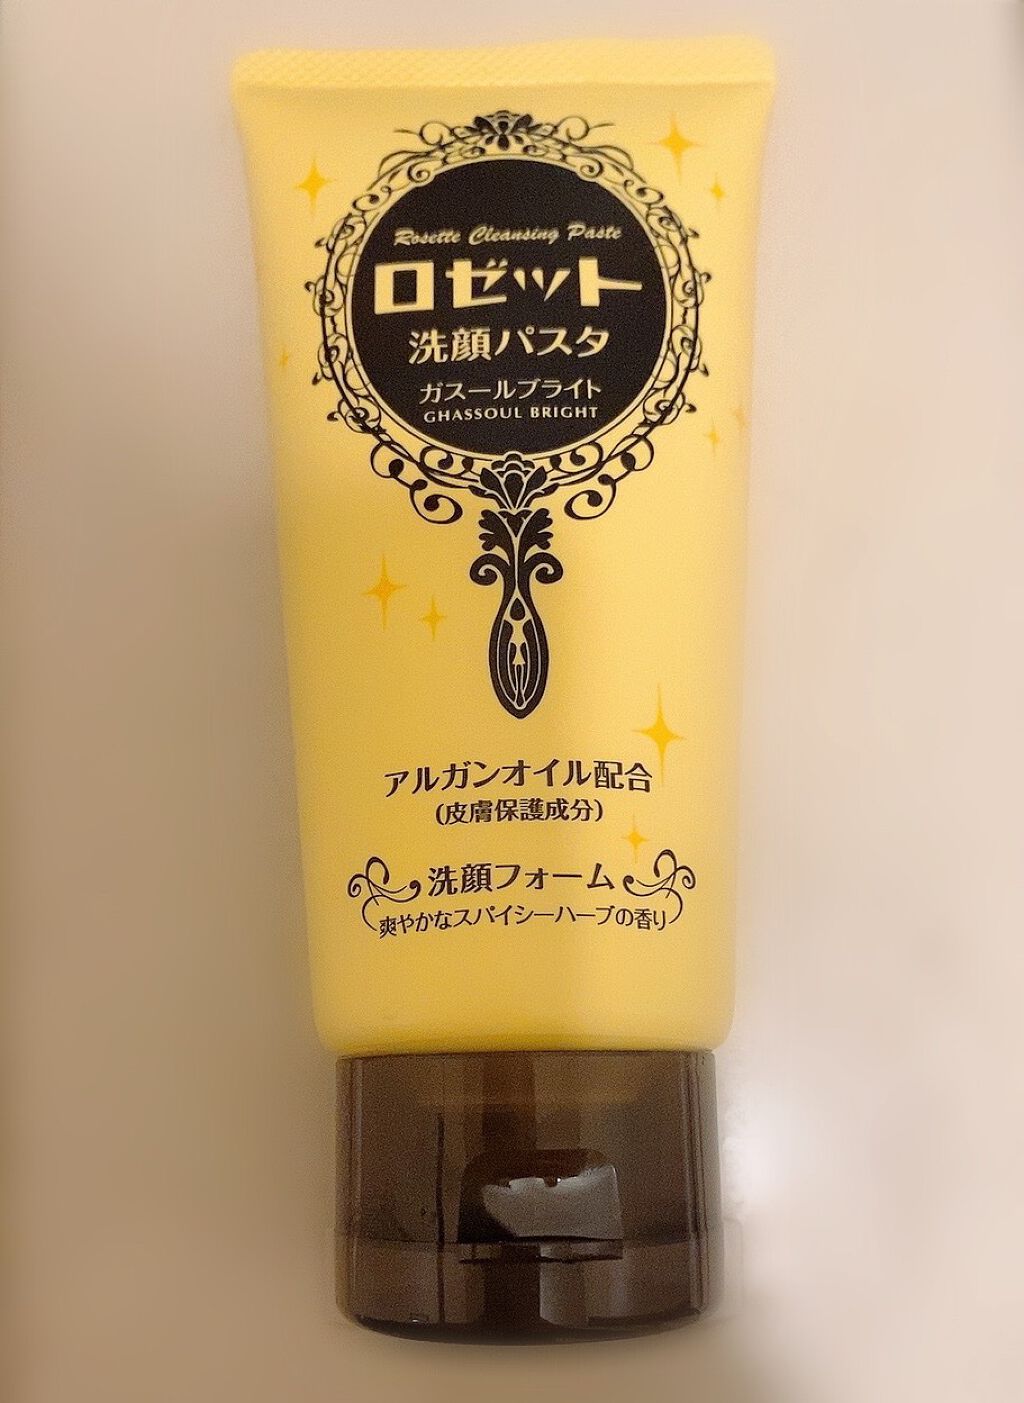 Rosette Cleansing Paste
ロゼット
洗顔パスタ
ガスールブライト
GHASSOUL BRIGHT
アルガンオイル配合
(皮膚保護成分)
洗顔フォーム
爽やかなスパイシーハーブの香り